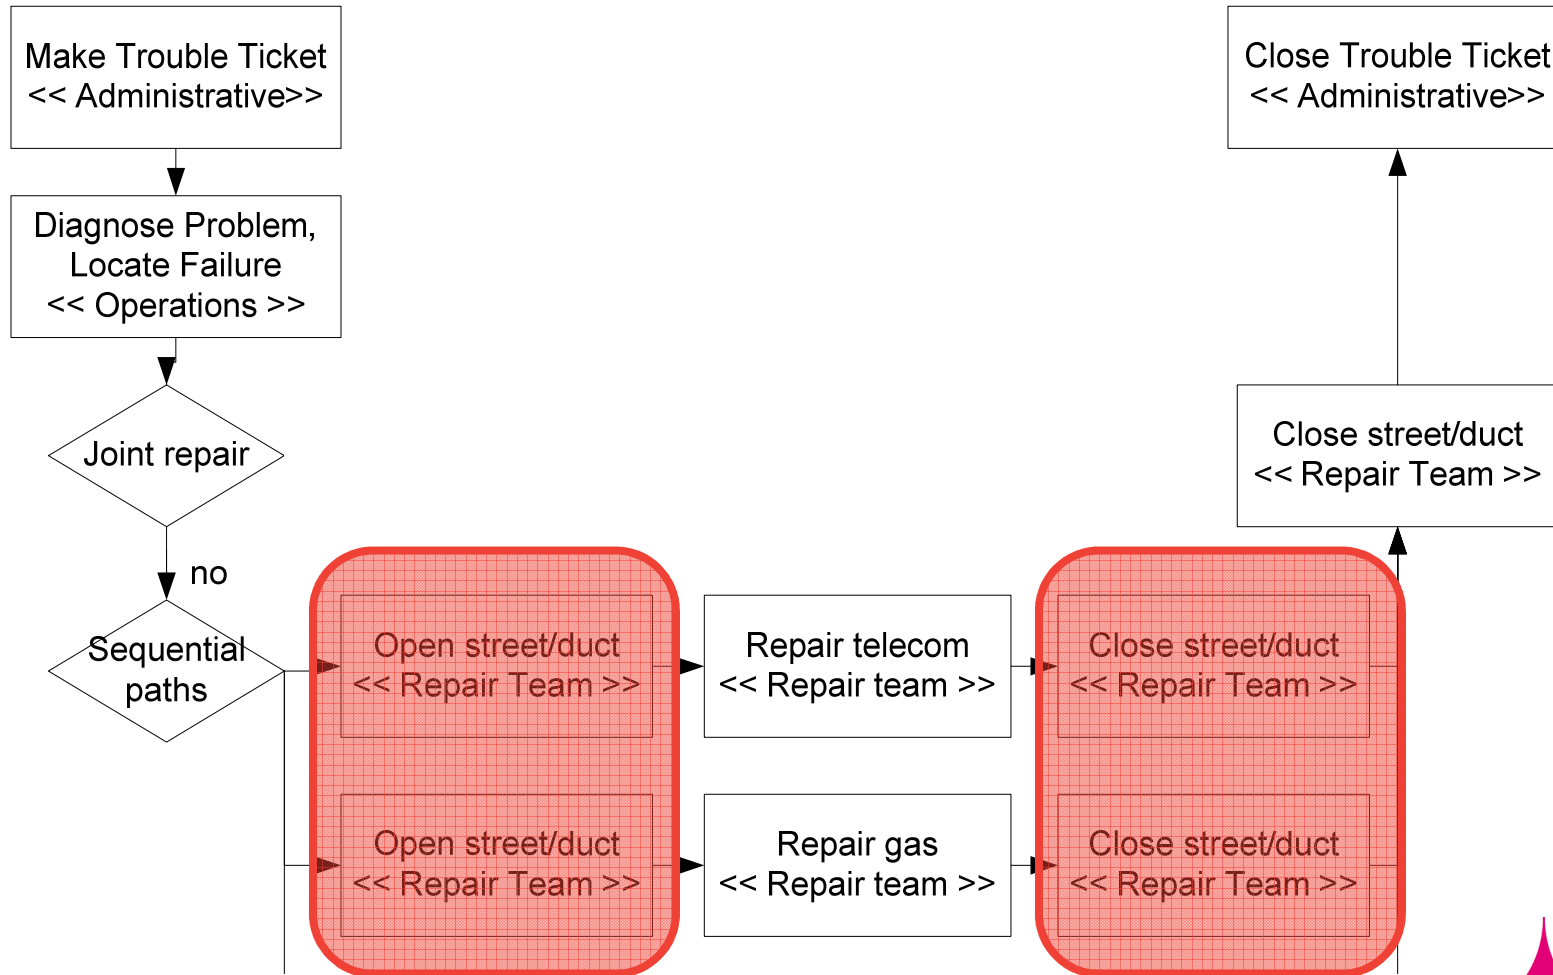 Make Trouble Ticket
<< Administrative>>
Close Trouble Ticket
<< Administrative>>
Diagnose Problem,
Locate Failure
<< Operations >>
Joint repair
Close street/duct
<< Repair Team >>
no
Sequential
paths
Open street/duct
<< Repair Team >>
Repair telecom
<< Repair team >>
Close street/duct
<< Repair Team >>
Open street/duct
<< Repair Team >>
Repair gas
<< Repair team >>
Close street/duct
<< Repair Team >>